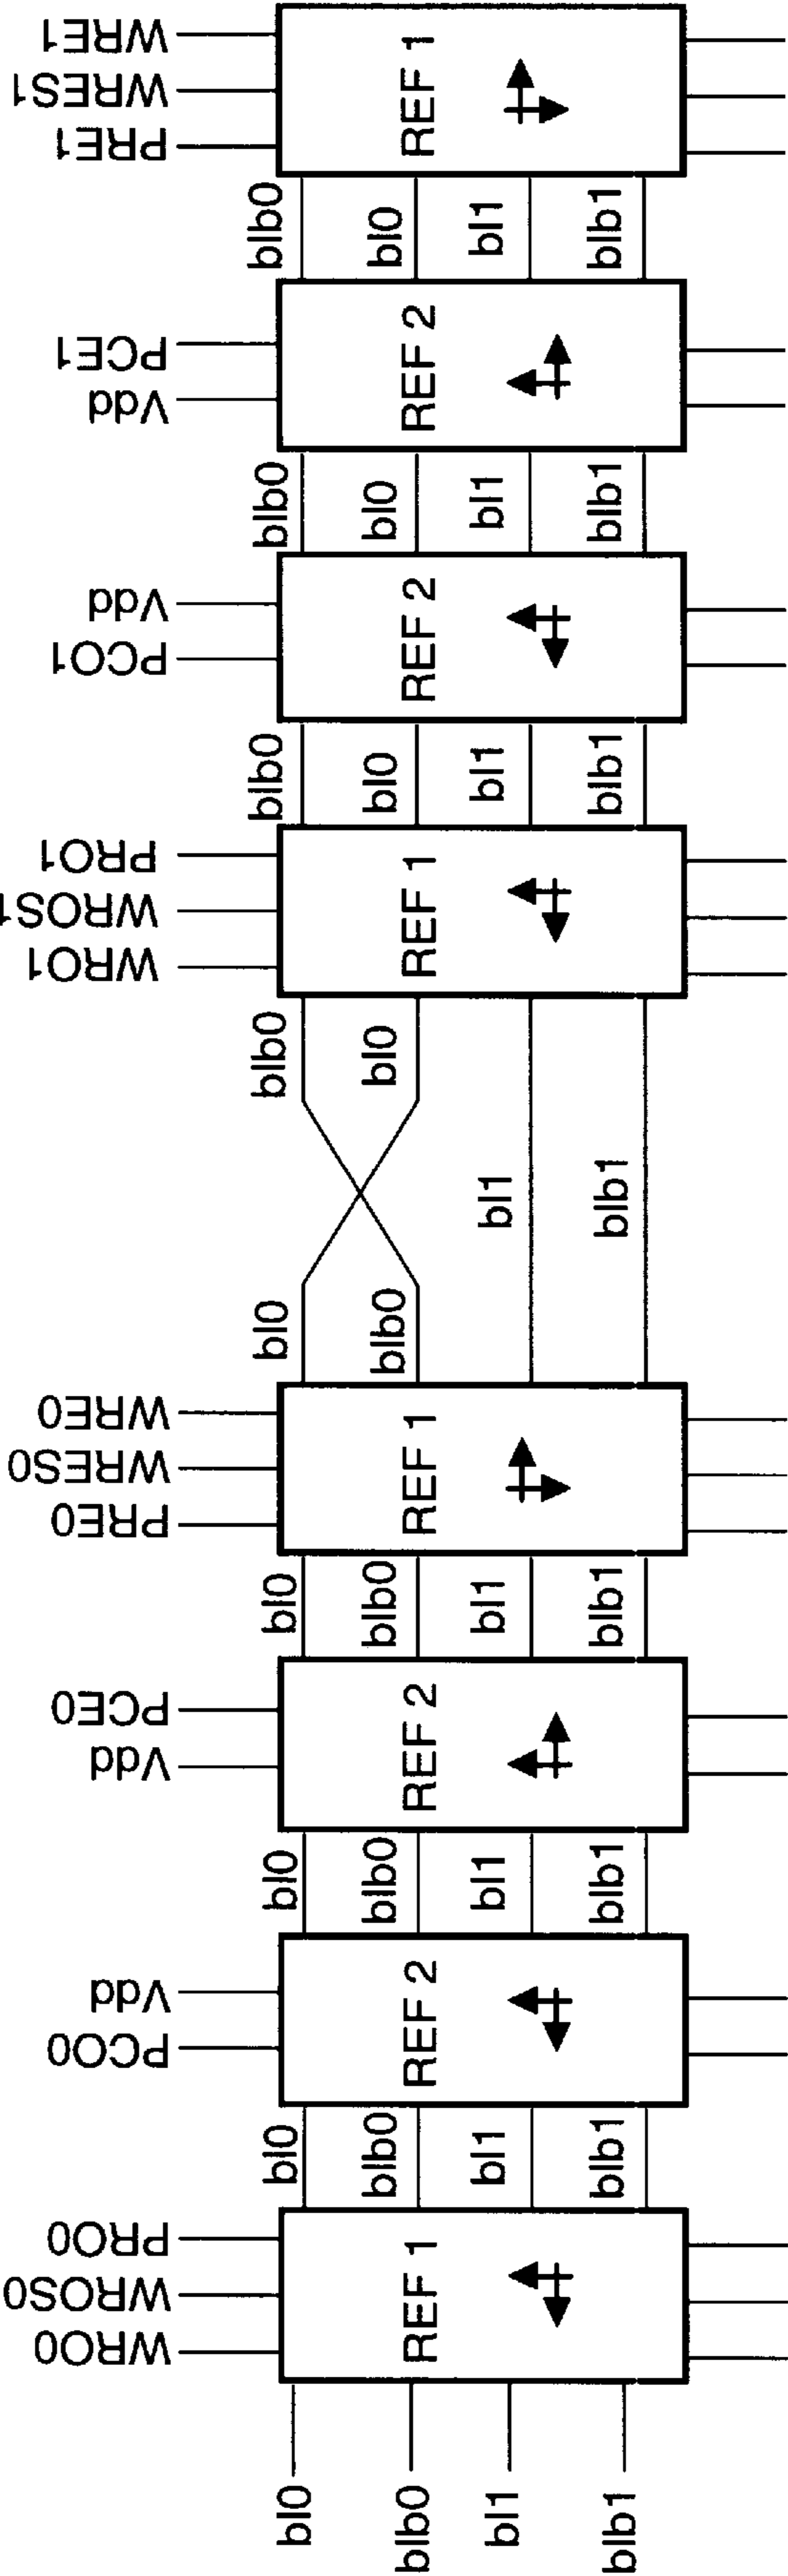 WRE1
WRES1
PRE1
REF 1
blb0
bl0
bl1
blb1
PCE1
Vdd
REF 2
blb0
bl0
bl1
blb1
Vdd
PCO1
REF 2
blb0
bl0
bl1
blb1
PRO1
WROS1
WRO1
REF 1
blb0
bl0
bl1
blb1
bl0
blb0
WRE0
WRES0
PRE0
REF 1
bl0
blb0
bl1
blb1
PCE0
Vdd
REF 2
bl0
blb0
bl1
blb1
Vdd
PCO0
REF 2
bl0
blb0
bl1
blb1
PRO0
WROS0
WRO0
REF 1
bl0
blb0
bl1
blb1